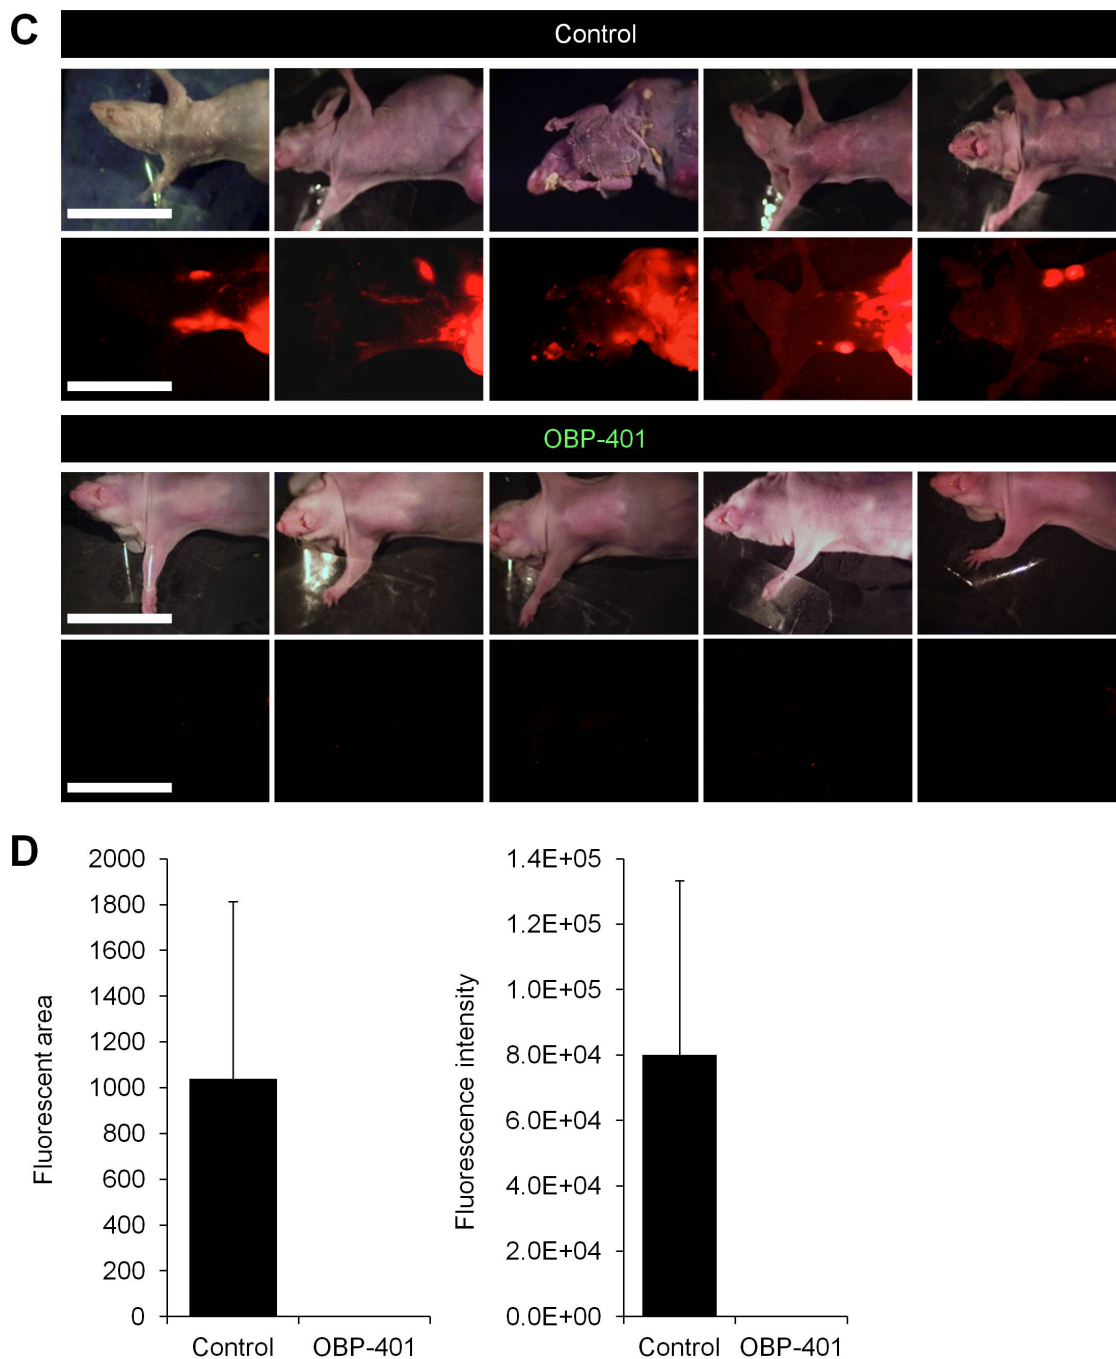 C
Control
OBP-401
D
Fluorescent area
2000
1800
1600
1400
1200
1000
800
600
400
200
0
Control OBP-401
Fluorescence intensity
1.4E+05
1.2E+05
1.0E+05
8.0E+04
6.0E+04
4.0E+04
2.0E+04
0.0E+00
Control OBP-401